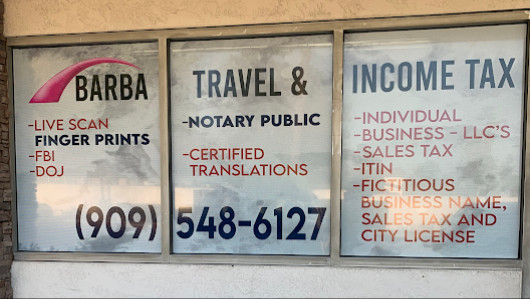 BARBA
-LIVE SCAN
FINGER PRINTS
-FBI
-DOJ
TRAVEL &
-NOTARY PUBLIC
-CERTIFIED
TRANSLATIONS
INCOME TAX
-INDIVIDUAL
-BUSINESS - LLC'S
-SALES TAX
-ITIN
-FICTITIOUS
BUSINESS NAME,
SALES TAX AND
CITY LICENSE
(909) 548-6127